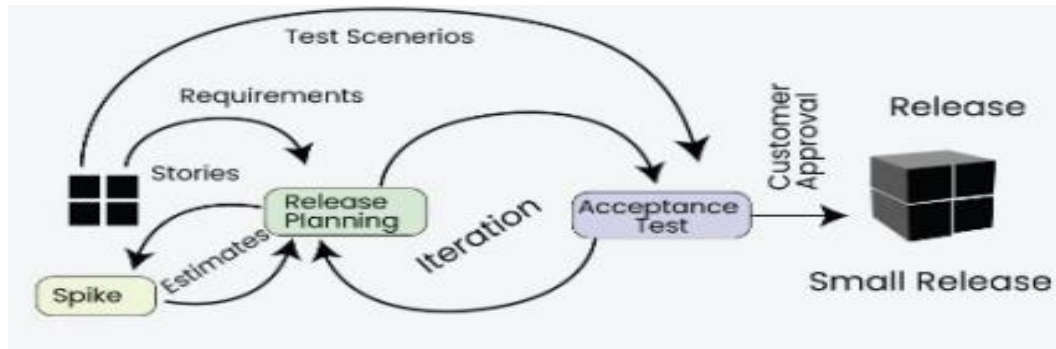 Test Scenerios
Requirements
Stories
Release
Planning
Spike
Estimates
Iteration
Acceptance
Test
Customer
Approval
Release
Small Release